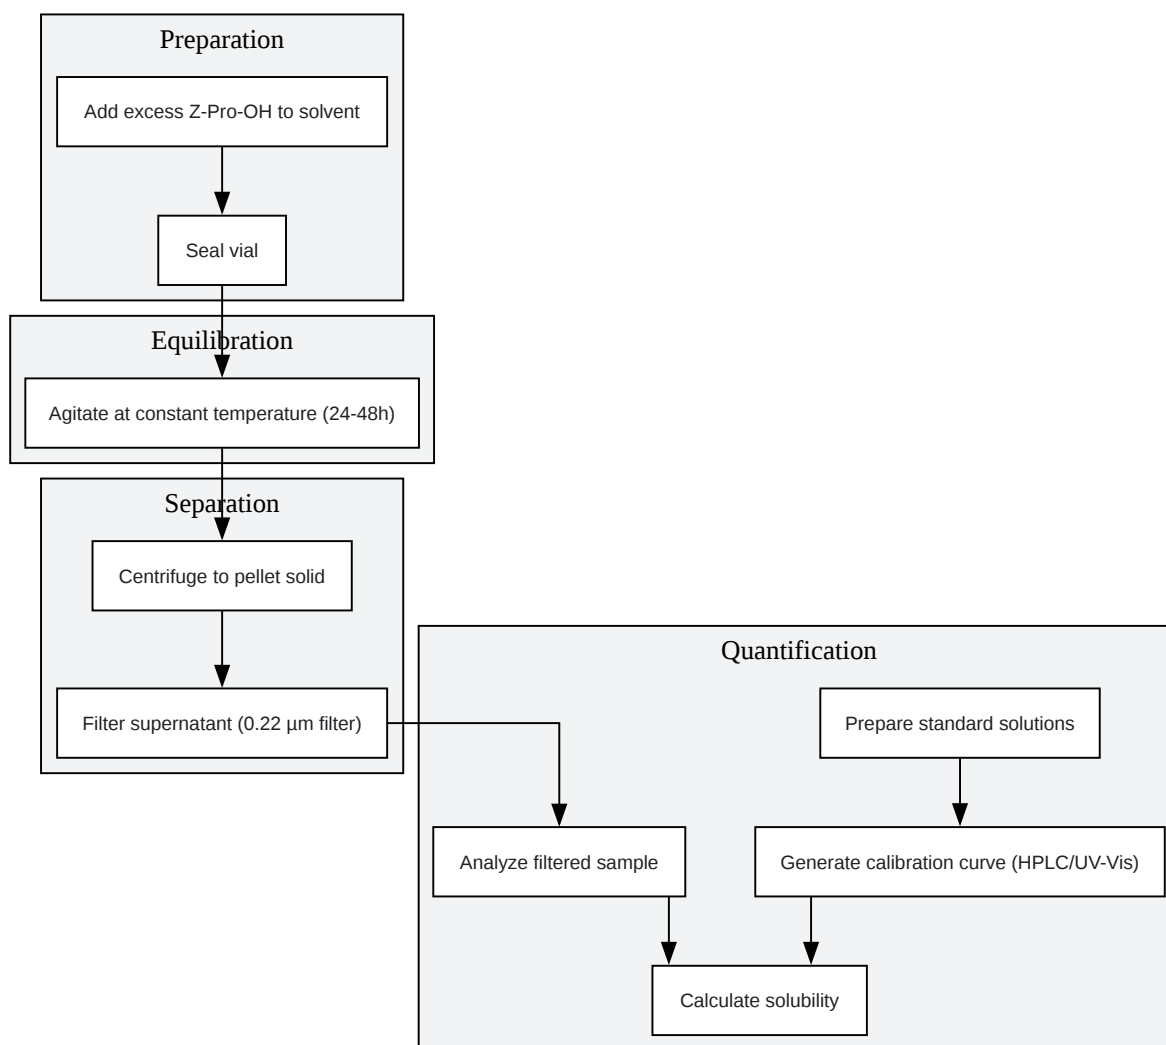 Preparation
Add excess Z-Pro-OH to solvent
Seal vial
Equilibration
Agitate at constant temperature (24-48h)
Separation
Centrifuge to pellet solid
Filter supernatant (0.22 µm filter)
Quantification
Prepare standard solutions
Analyze filtered sample
Generate calibration curve (HPLC/UV-Vis)
Calculate solubility